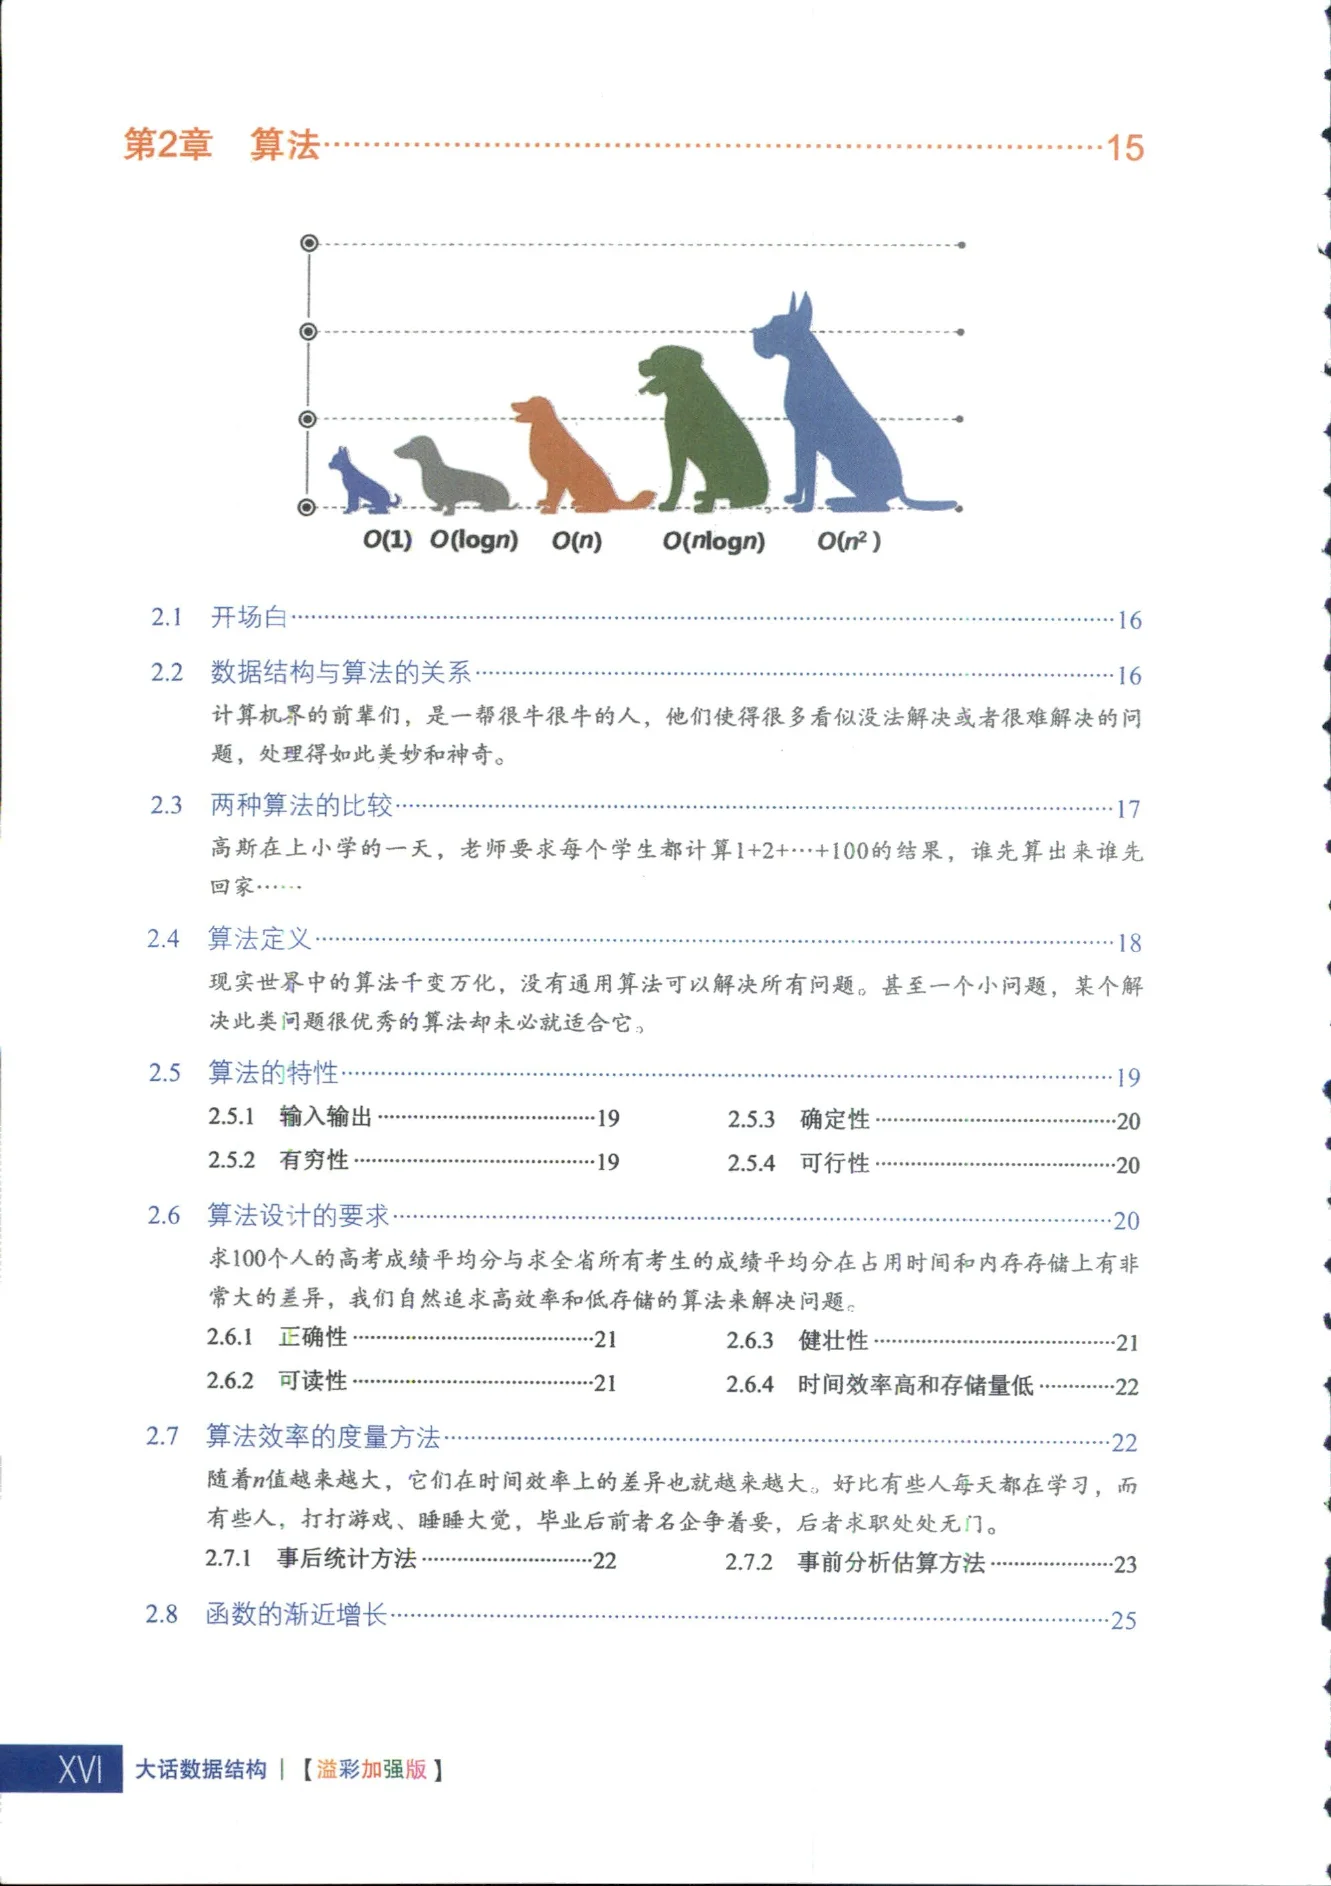 第2章 算法 15
O(1) O(logn) O(n) O(nlogn) O(n²)
2.1 开场白 16
2.2 数据结构与算法的关系 16
计算机界的前辈们，是一帮很牛很牛的人，他们使得很多看似没法解决或者很难解决的问
题，处理得如此美妙和神奇。
2.3 两种算法的比较 17
高斯在上小学的一天，老师要求每个学生都计算1+2+…+100的结果，谁先算出来谁先
回家……
2.4 算法定义 18
现实世界中的算法千变万化，没有通用算法可以解决所有问题。甚至一个小问题，某个解
决此类问题很优秀的算法却未必就适合它。
2.5 算法的特性 19
2.5.1 输入输出 19 2.5.3 确定性 20
2.5.2 有穷性 19 2.5.4 可行性 20
2.6 算法设计的要求 20
求100个人的高考成绩平均分与求全省所有考生的成绩平均分在占用时间和内存存储上有非
常大的差异，我们自然追求高效率和低存储的算法来解决问题。
2.6.1 正确性 21 2.6.3 健壮性 21
2.6.2 可读性 21 2.6.4 时间效率高和存储量低 22
2.7 算法效率的度量方法 22
随着n值越来越大，它们在时间效率上的差异也就越来越大。好比有些人每天都在学习，而
有些人，打打游戏、睡睡大觉，毕业后前者名企争着要，后者求职处处无门。
2.7.1 事后统计方法 22 2.7.2 事前分析估算方法 23
2.8 函数的渐近增长 25
XVI 大话数据结构 | 【溢彩加强版】